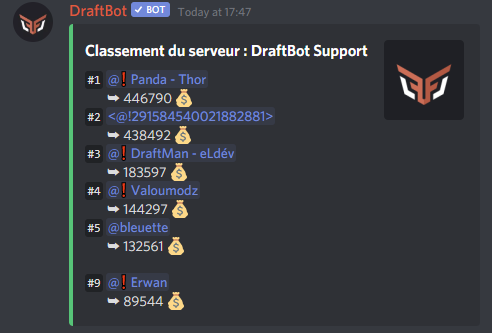 DraftBot ✔ BOT Today at 17:47
Classement du serveur : DraftBot Support
#1 @❗ Panda - Thor
➥ 446790 💰
#2 <@!291584540021882881>
➥ 438492 💰
#3 @❗ DraftMan - eLdév
➥ 183597 💰
#4 @❗ Valoumodz
➥ 144297 💰
#5 @bleuette
➥ 132561 💰
#9 @❗ Erwan
➥ 89544 💰